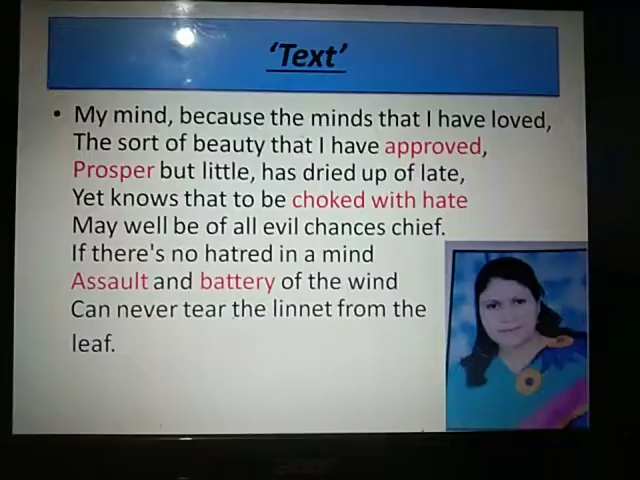 ‘Text’
• My mind, because the minds that I have loved,
The sort of beauty that I have approved,
Prosper but little, has dried up of late,
Yet knows that to be choked with hate
May well be of all evil chances chief.
If there's no hatred in a mind
Assault and battery of the wind
Can never tear the linnet from the
leaf.
acer